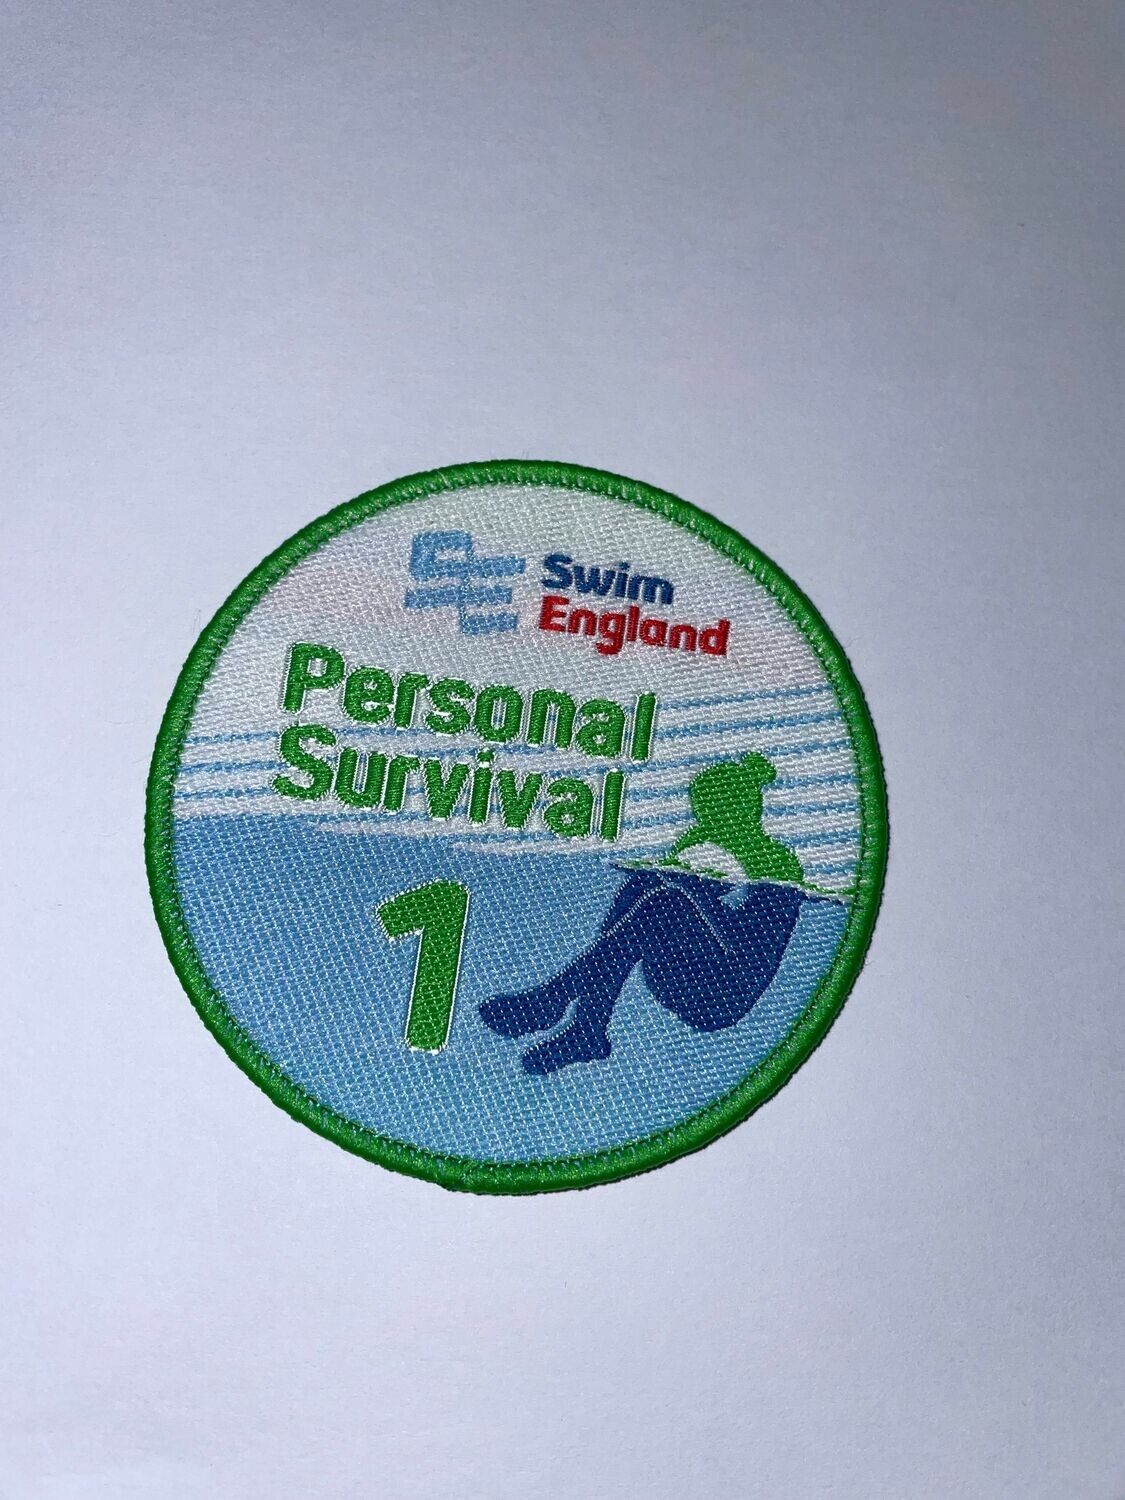 Swim
England
Personal
Survival
1